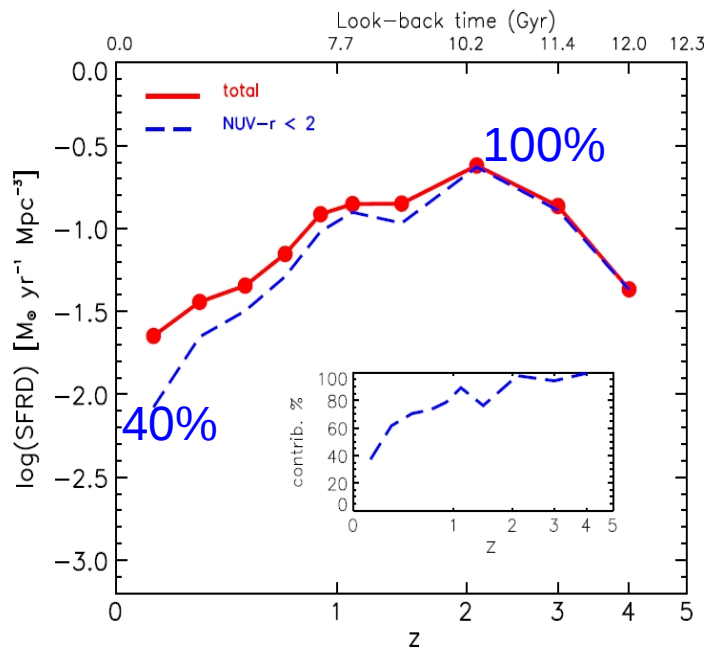 Look-back time (Gyr)
0.0 7.7 10.2 11.4 12.0 12.3
0.0
-0.5
-1.0
-1.5
-2.0
-2.5
-3.0
log(SFRD) [M⊙ yr⁻¹ Mpc⁻³]
total
NUV-r < 2
100%
40%
100
80
60
40
20
0
contrib. %
0 1 2 3 4 5
z
0 1 2 3 4 5
z